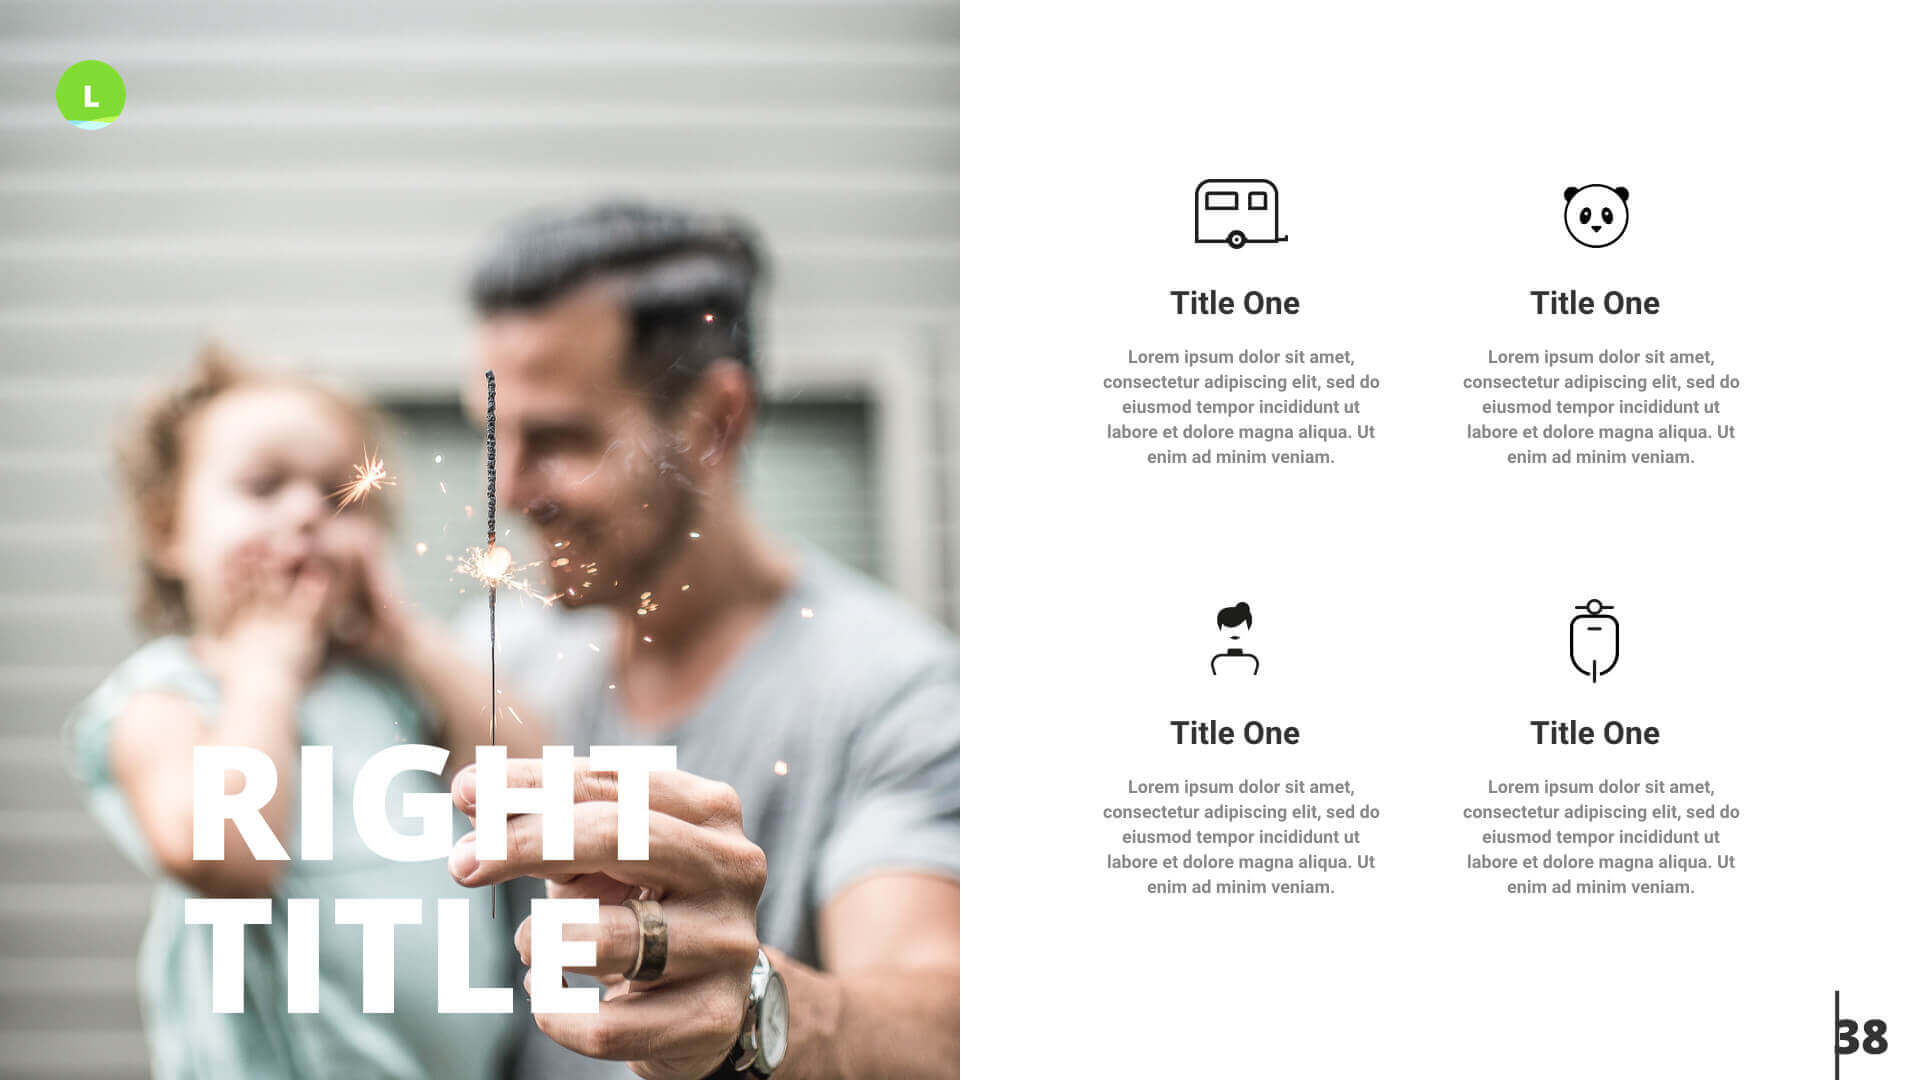 L
RIGHT
TITLE
Title One
Lorem ipsum dolor sit amet,
consectetur adipiscing elit, sed do
eiusmod tempor incididunt ut
labore et dolore magna aliqua. Ut
enim ad minim veniam.
Title One
Lorem ipsum dolor sit amet,
consectetur adipiscing elit, sed do
eiusmod tempor incididunt ut
labore et dolore magna aliqua. Ut
enim ad minim veniam.
Title One
Lorem ipsum dolor sit amet,
consectetur adipiscing elit, sed do
eiusmod tempor incididunt ut
labore et dolore magna aliqua. Ut
enim ad minim veniam.
Title One
Lorem ipsum dolor sit amet,
consectetur adipiscing elit, sed do
eiusmod tempor incididunt ut
labore et dolore magna aliqua. Ut
enim ad minim veniam.
38